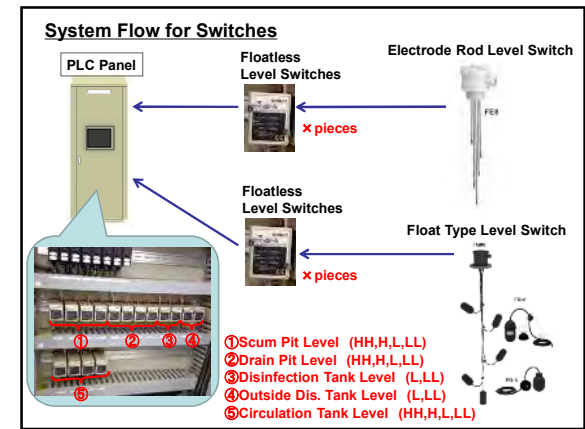 System Flow for Switches
PLC Panel
Floatless
Level Switches
× pieces
Electrode Rod Level Switch
Floatless
Level Switches
× pieces
Float Type Level Switch
① ② ③ ④
⑤
①Scum Pit Level (HH,H,L,LL)
②Drain Pit Level (HH,H,L,LL)
③Disinfection Tank Level (L,LL)
④Outside Dis. Tank Level (L,LL)
⑤Circulation Tank Level (HH,H,L,LL)